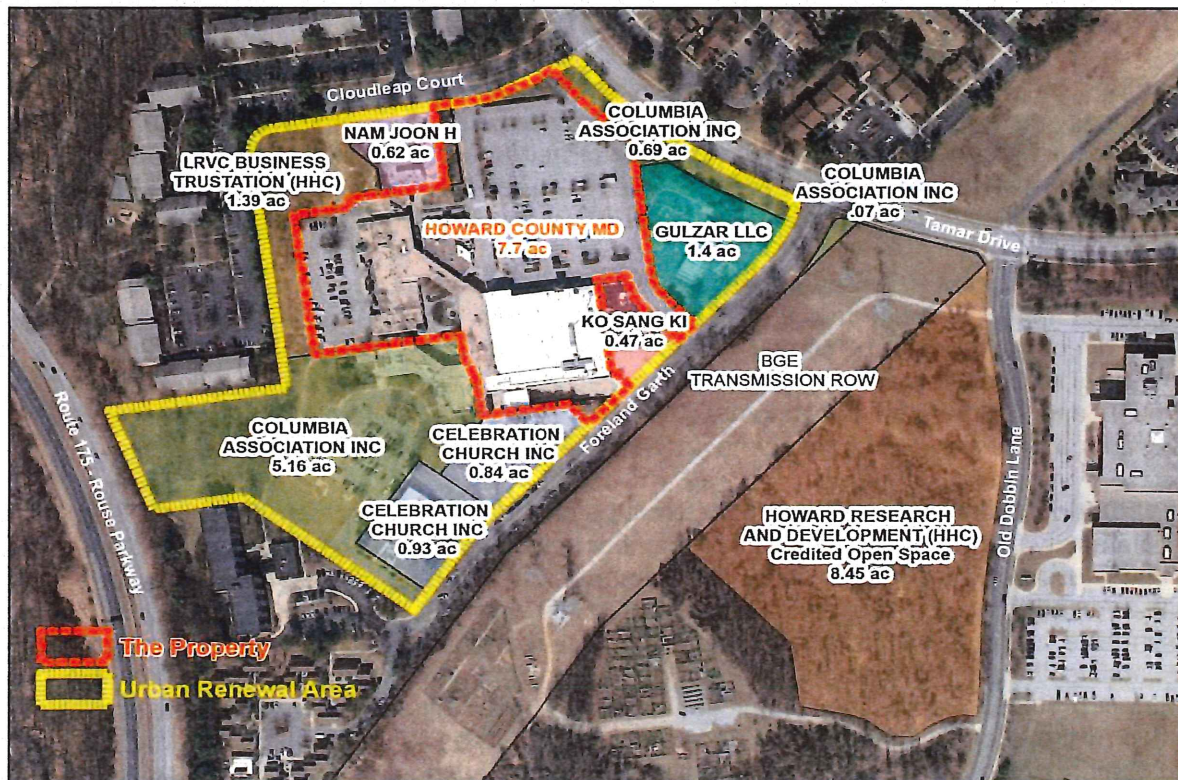 Cloudleap Court
NAM JOON H
0.62 ac
COLUMBIA
ASSOCIATION INC
0.69 ac
LRVC BUSINESS
TRUSTATION (HHC)
1.39 ac
COLUMBIA
ASSOCIATION INC
.07 ac
HOWARD COUNTY MD
7.7 ac
GULZAR LLC
1.4 ac
Tamar Drive
KO SANG KI
0.47 ac
BGE
TRANSMISSION ROW
Foreland Garth
COLUMBIA
ASSOCIATION INC
5.16 ac
CELEBRATION
CHURCH INC
0.84 ac
CELEBRATION
CHURCH INC
0.93 ac
HOWARD RESEARCH
AND DEVELOPMENT (HHC)
Credited Open Space
8.45 ac
Old Dobbin Lane
Route 175 - Rouse Parkway
The Property
Urban Renewal Area